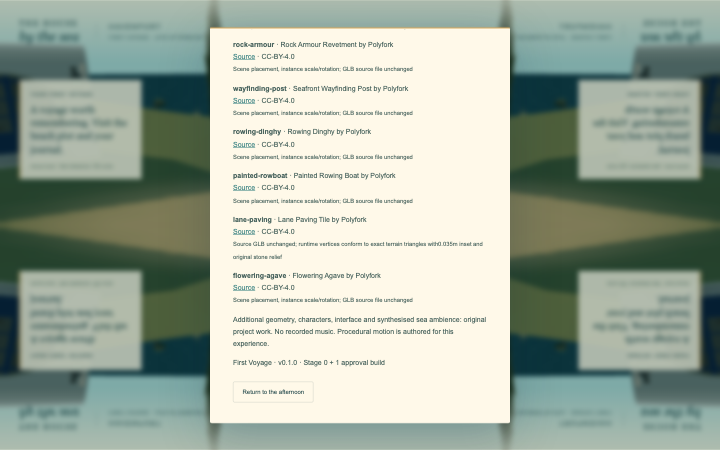 rock-armour · Rock Armour Revetment by Polyfork
Source · CC-BY-4.0
Scene placement, instance scale/rotation; GLB source file unchanged
wayfinding-post · Seafront Wayfinding Post by Polyfork
Source · CC-BY-4.0
Scene placement, instance scale/rotation; GLB source file unchanged
rowing-dinghy · Rowing Dinghy by Polyfork
Source · CC-BY-4.0
Scene placement, instance scale/rotation; GLB source file unchanged
painted-rowboat · Painted Rowing Boat by Polyfork
Source · CC-BY-4.0
Scene placement, instance scale/rotation; GLB source file unchanged
lane-paving · Lane Paving Tile by Polyfork
Source · CC-BY-4.0
Source GLB unchanged; runtime vertices conform to exact terrain triangles with0.035m inset and
original stone relief
flowering-agave · Flowering Agave by Polyfork
Source · CC-BY-4.0
Scene placement, instance scale/rotation; GLB source file unchanged
Additional geometry, characters, interface and synthesised sea ambience: original
project work. No recorded music. Procedural motion is authored for this
experience.
First Voyage · v0.1.0 · Stage 0 + 1 approval build
Return to the afternoon